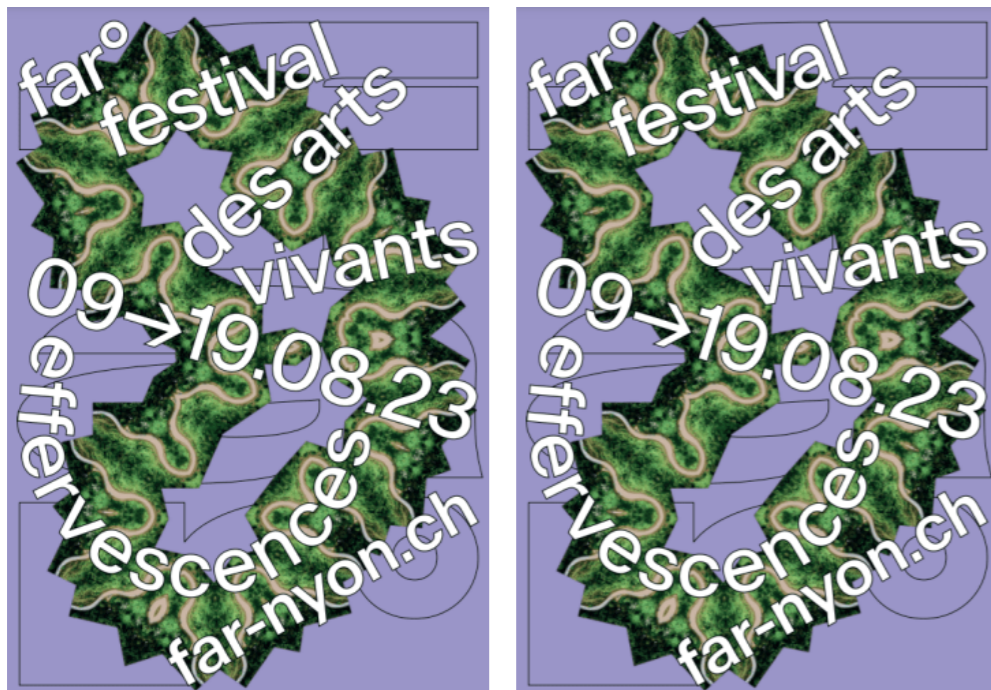 far°
festival
des arts
vivants
09→19.08.23
effervescences
far-nyon.ch
far°
festival
des arts
vivants
09→19.08.23
effervescences
far-nyon.ch